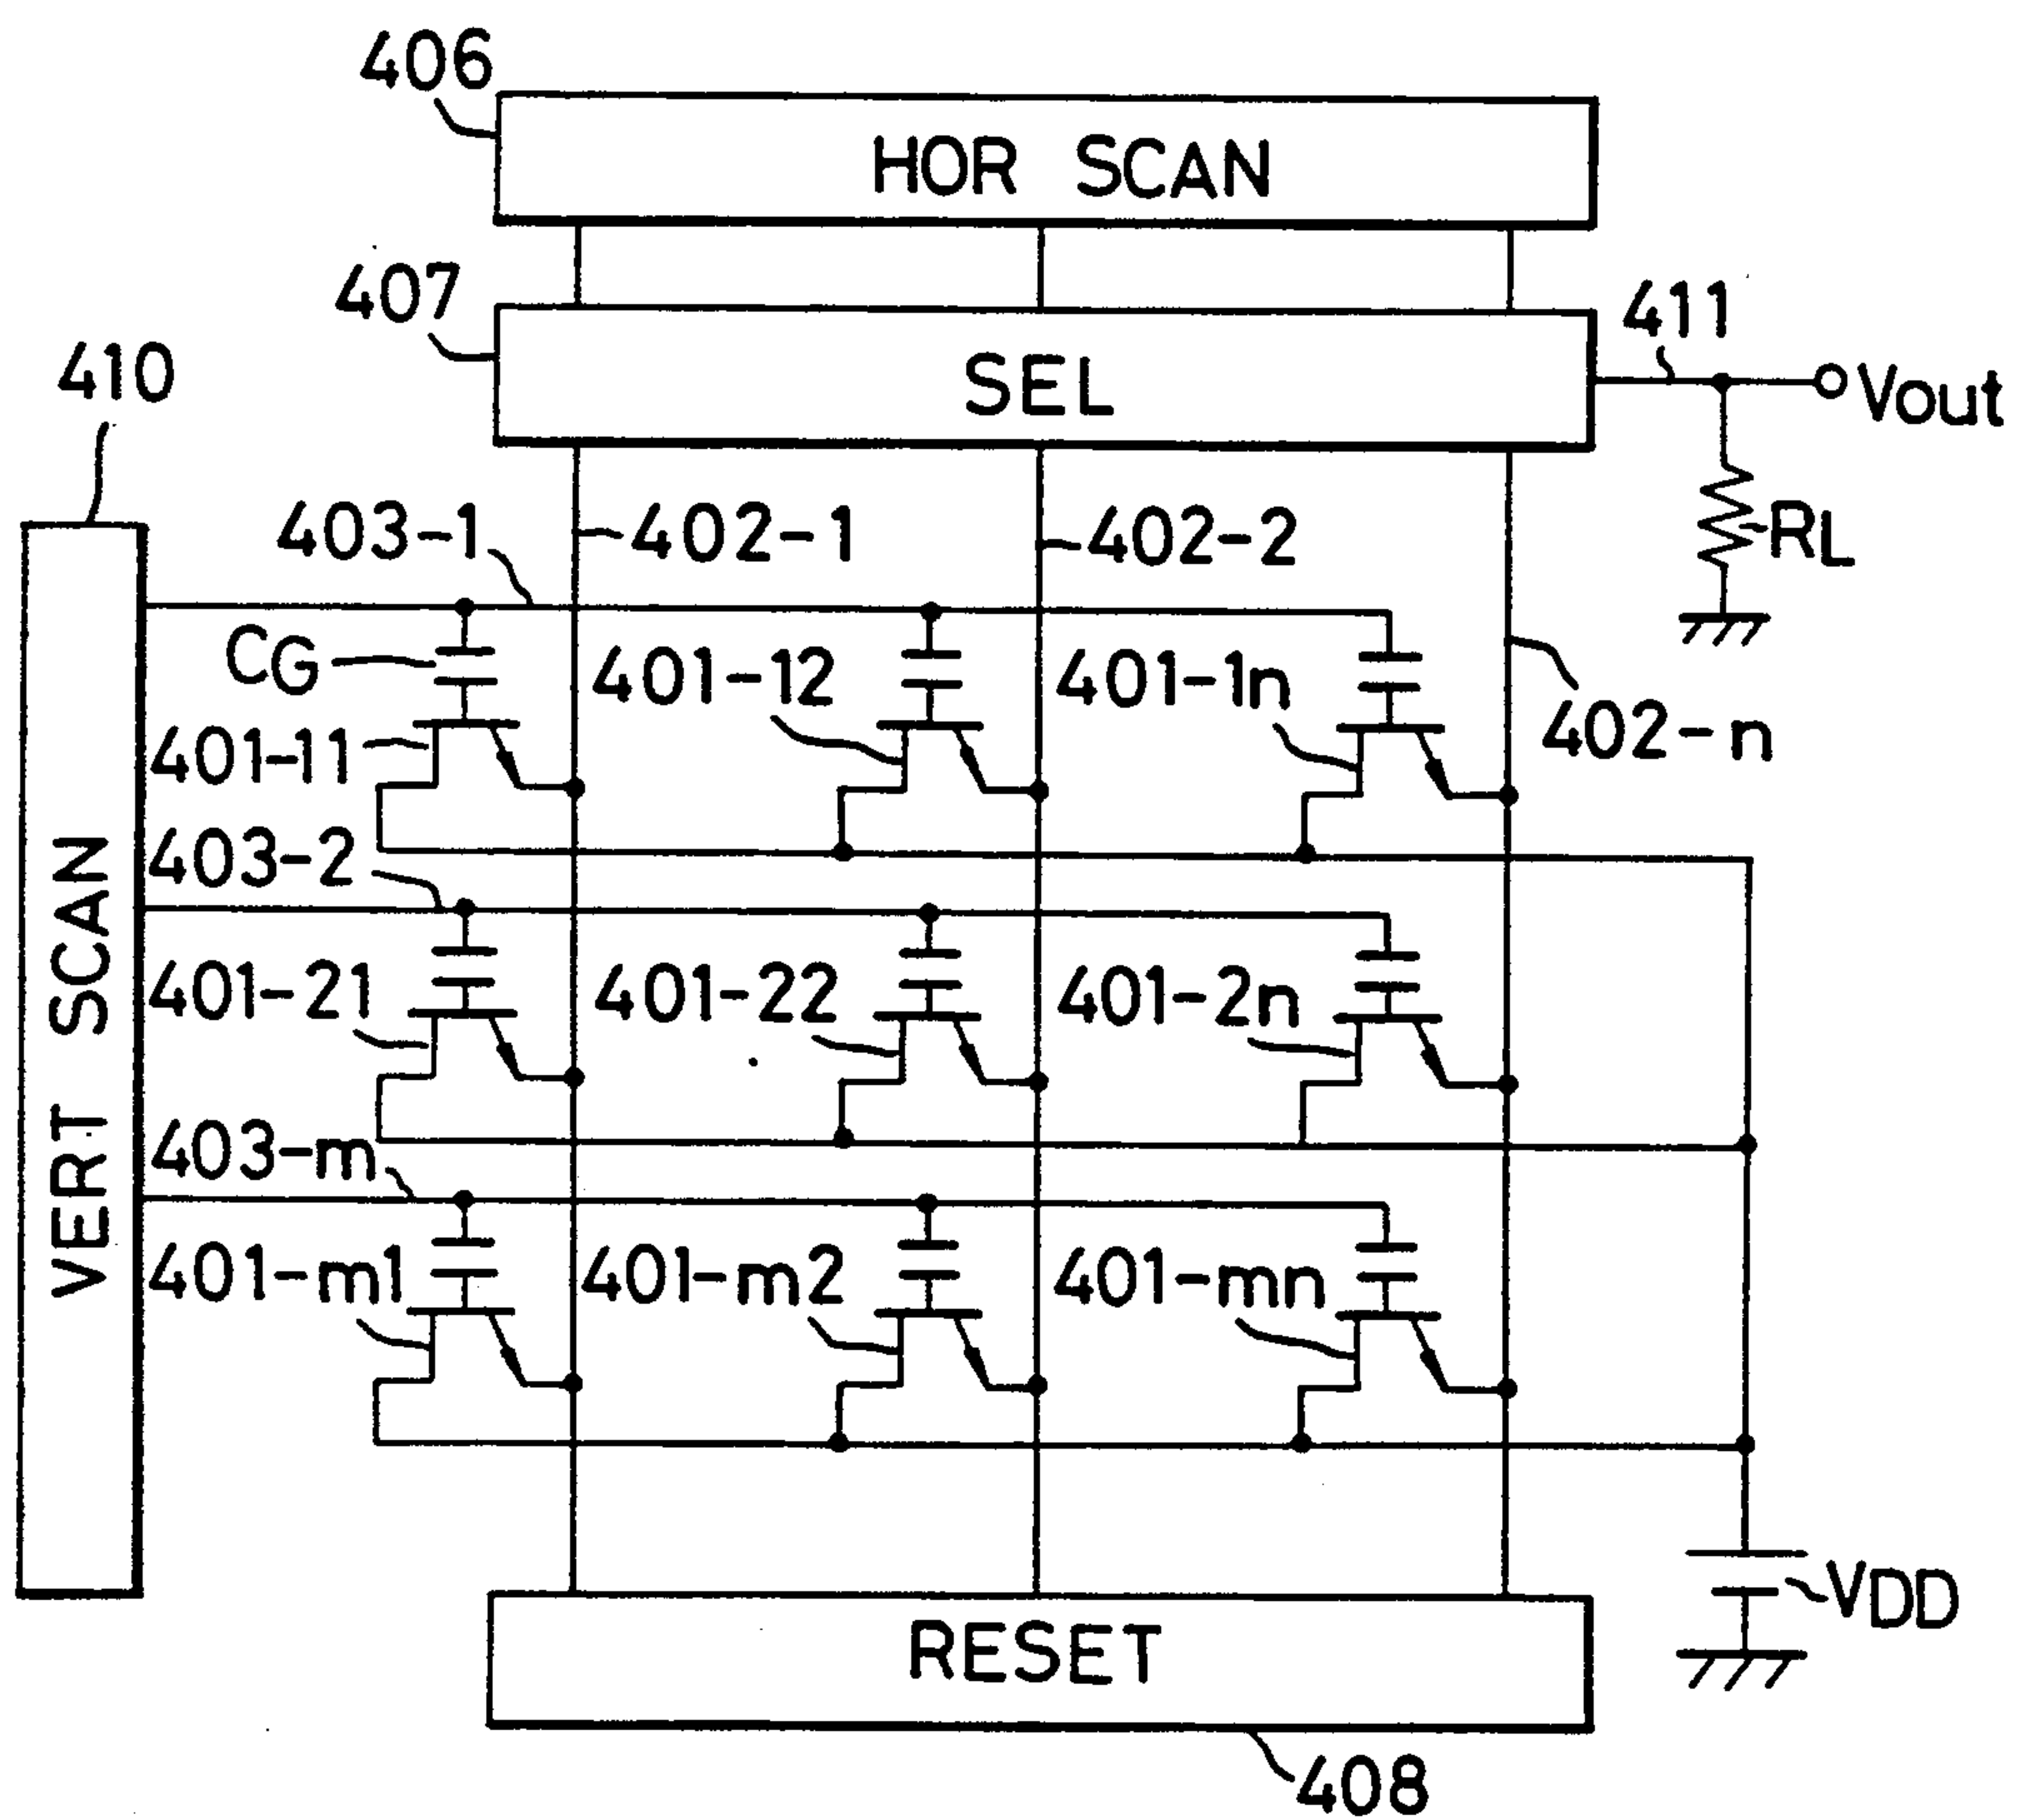 406
HOR SCAN
407
SEL
411
Vout
410
RL
403-1
402-1
402-2
402-n
CG
401-11
401-12
401-1n
403-2
VERT SCAN
401-21
401-22
401-2n
403-m
401-m1
401-m2
401-mn
VDD
RESET
408